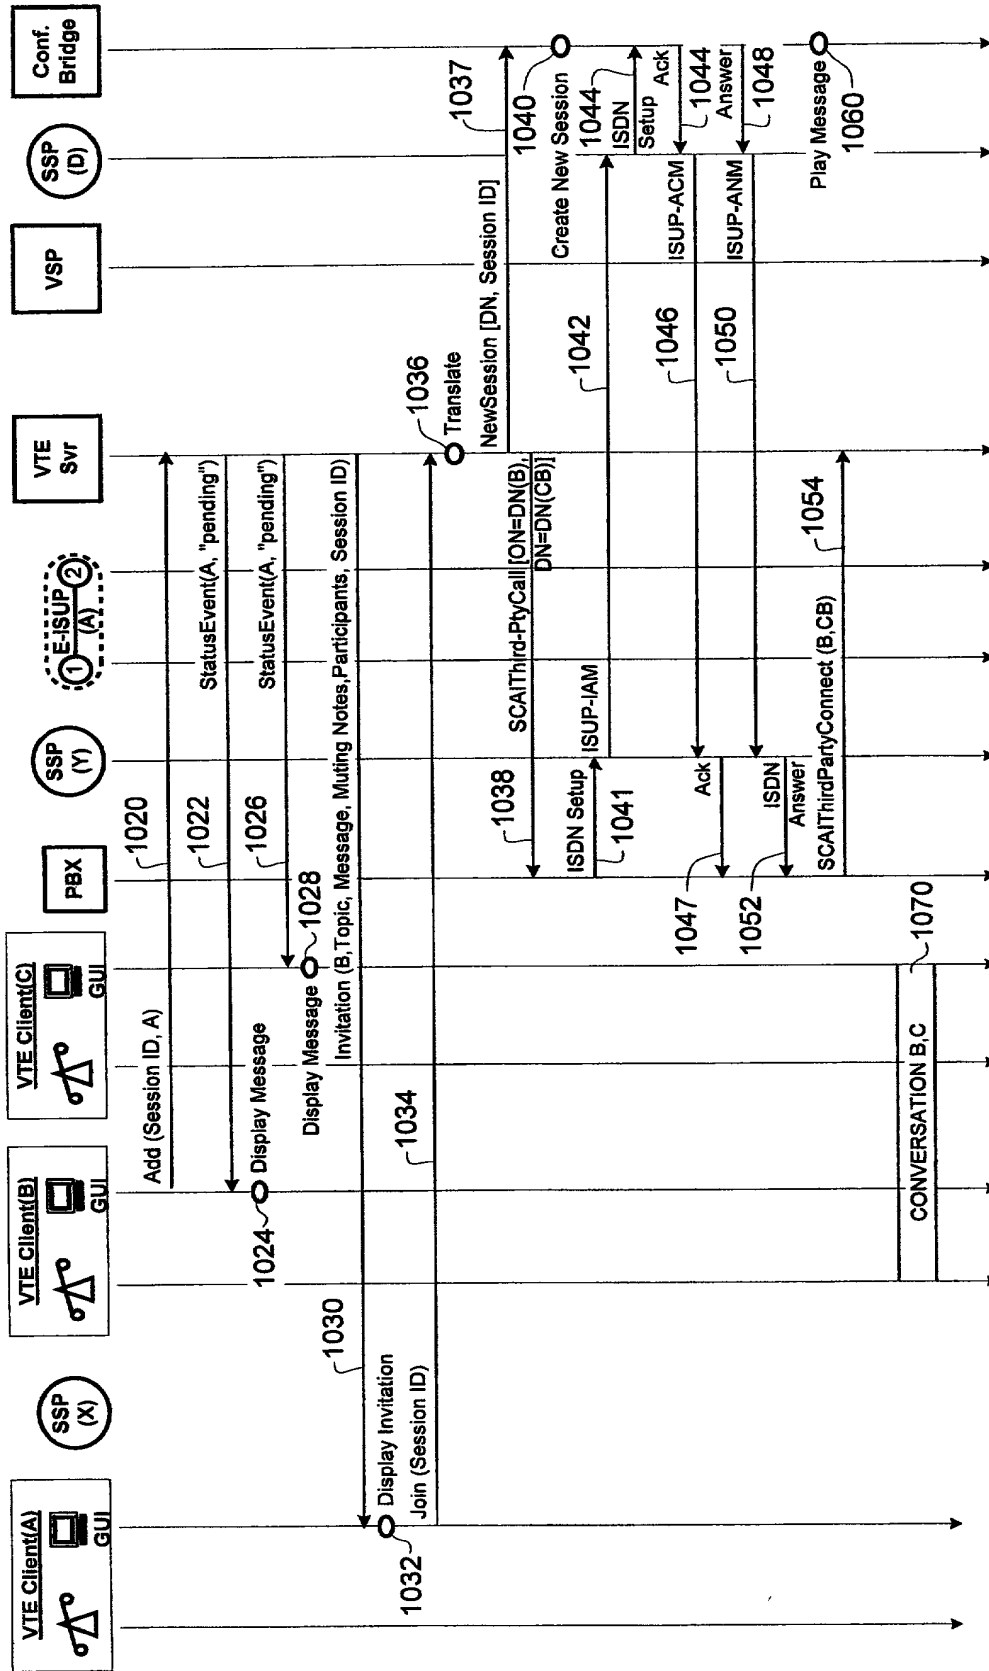 VTE Client(A)
GUI
SSP
(X)
VTE Client(B)
GUI
VTE Client(C)
GUI
PBX
SSP
(Y)
1
E-ISUP
2
(A)
VTE
Svr
VSP
SSP
(D)
Conf.
Bridge
Add (Session ID, A)
1020
1022
StatusEvent(A, "pending")
1024
Display Message
1026
StatusEvent(A, "pending")
Display Message
1028
1030
Invitation (B,Topic, Message, Muting Notes,Participants, Session ID)
1032
Display Invitation
Join (Session ID)
1034
1036
Translate
NewSession [DN, Session ID]
1037
1038
SCAIThird-PtyCall [ON=DN(B),
DN=DN(CB)]
Create New Session
1040
ISDN Setup
1041
ISUP-IAM
1042
1044
ISDN
Setup
Ack
1044
ISUP-ACM
1046
Ack
1047
Answer
1048
ISUP-ANM
1050
ISDN
Answer
1052
SCAIThirdPartyConnect (B,CB)
1054
Play Message
1060
CONVERSATION B,C
1070